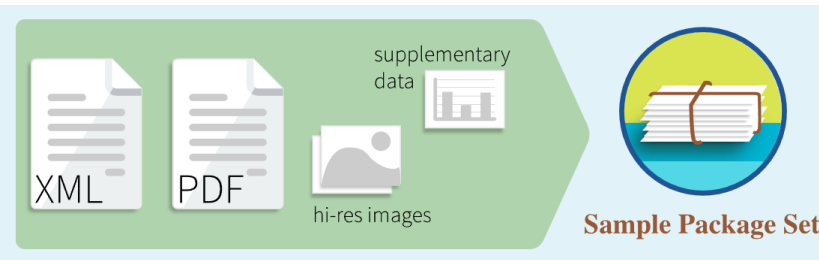 supplementary
data
XML
PDF
hi-res images
Sample Package Set